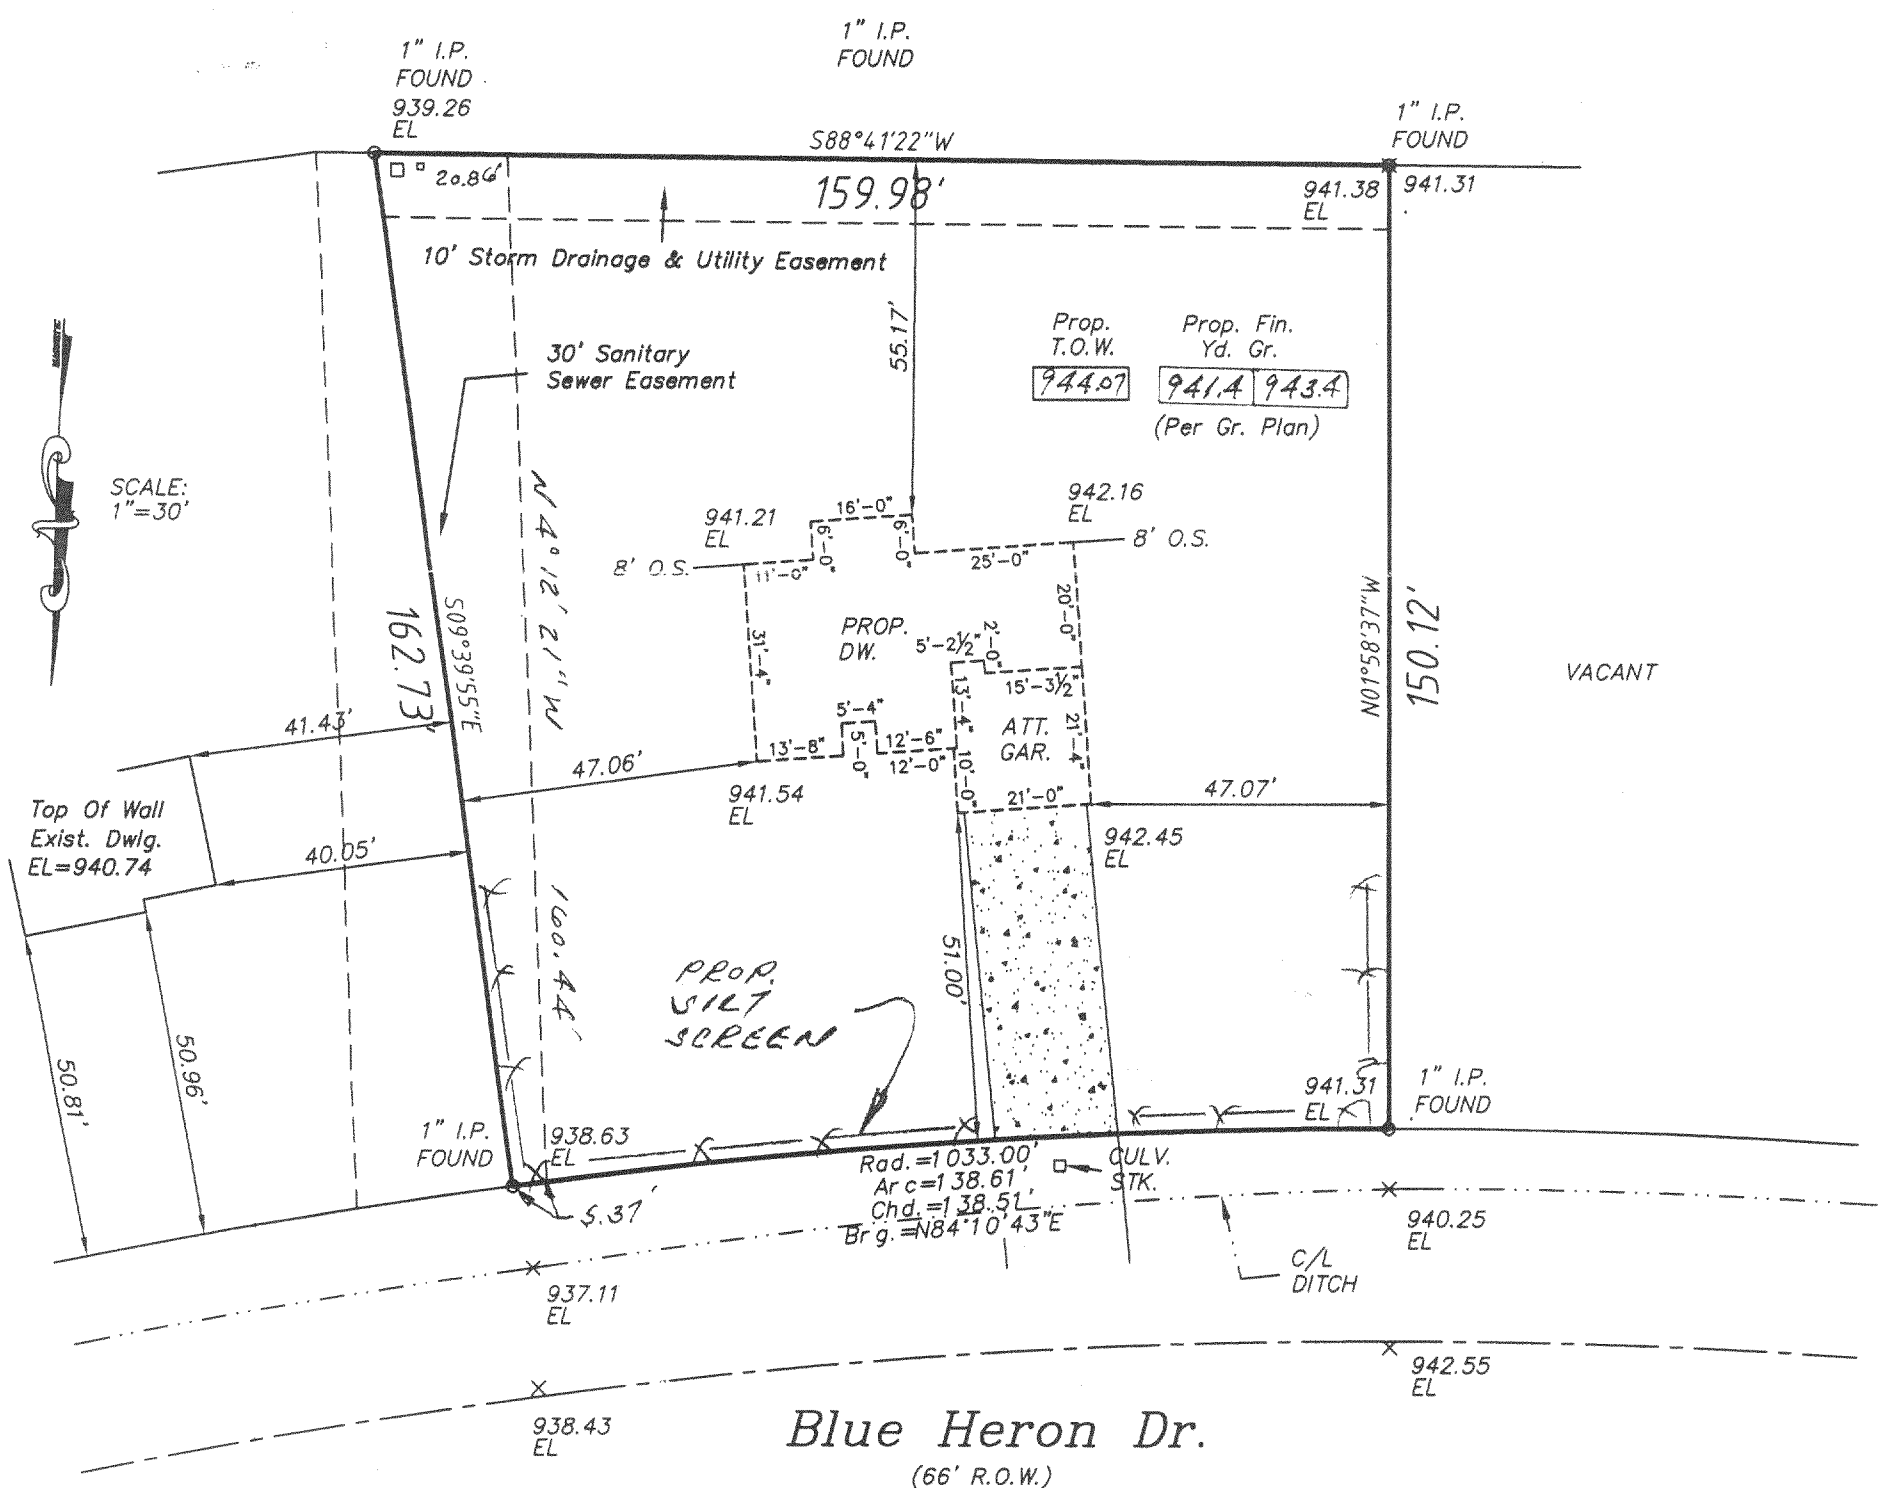 1" I.P.
FOUND
1" I.P.
FOUND
939.26
EL
1" I.P.
FOUND
S88°41'22"W
20.86'
159.98'
941.38
EL
941.31
10' Storm Drainage & Utility Easement
55.17'
Prop.
T.O.W.
944.07
Prop. Fin.
Yd. Gr.
941.4 943.4
(Per Gr. Plan)
30' Sanitary
Sewer Easement
SCALE:
1"=30'
N 4° 12' 21" W
160.44'
941.21
EL
16'-0"
6'-0"
6'-0"
942.16
EL
8' O.S.
8' O.S.
11'-0"
25'-0"
20'-0"
31'-4"
PROP.
DW.
5'-2½"
2'-0"
15'-3½"
13'-4"
21'-4"
ATT.
GAR.
5'-4"
13'-8"
5'-0"
12'-6"
12'-0"
10'-0"
21'-0"
S09°39'55"E
162.73'
N01°58'37"W
150.12'
VACANT
41.43'
47.06'
941.54
EL
47.07'
942.45
EL
Top Of Wall
Exist. Dwlg.
EL=940.74
40.05'
51.00'
PROP.
SILT
SCREEN
50.96'
50.81'
1" I.P.
FOUND
938.63
EL
941.31
EL
1" I.P.
FOUND
5.37'
Rad.=1033.00'
Arc=138.61'
Chd.=138.51'
Brg.=N84°10'43"E
CULV.
STK.
940.25
EL
C/L
DITCH
937.11
EL
942.55
EL
938.43
EL
Blue Heron Dr.
(66' R.O.W.)